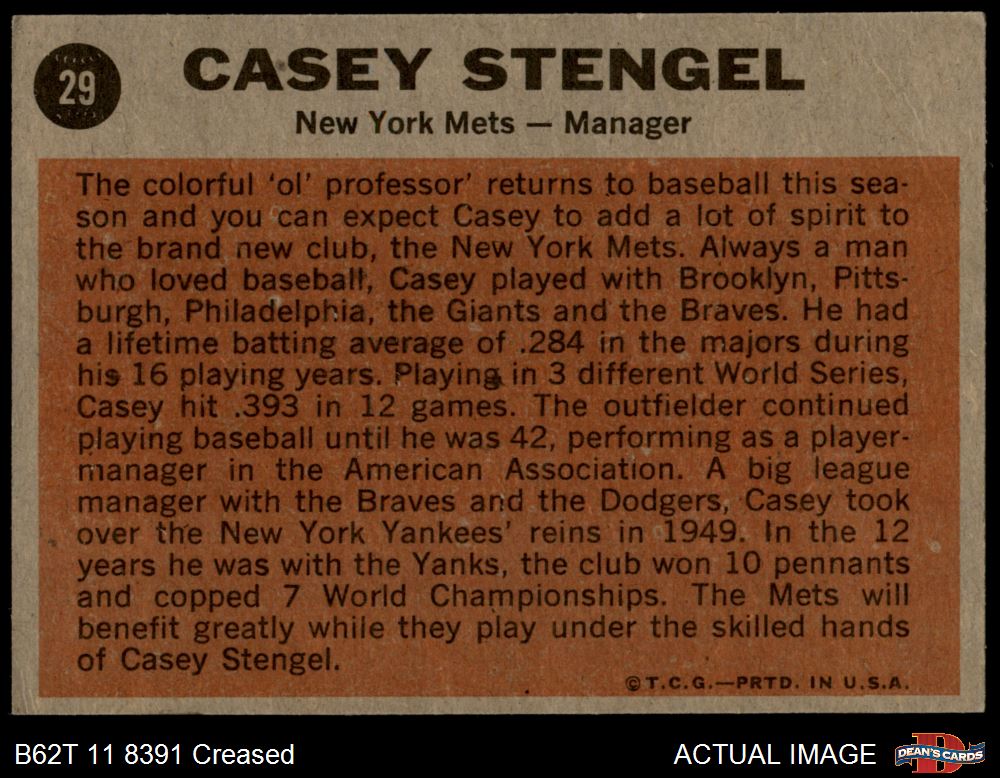 29
CASEY STENGEL
New York Mets — Manager
The colorful ‘ol’ professor’ returns to baseball this sea-
son and you can expect Casey to add a lot of spirit to
the brand new club, the New York Mets. Always a man
who loved baseball, Casey played with Brooklyn, Pitts-
burgh, Philadelphia, the Giants and the Braves. He had
a lifetime batting average of .284 in the majors during
his 16 playing years. Playing in 3 different World Series,
Casey hit .393 in 12 games. The outfielder continued
playing baseball until he was 42, performing as a player-
manager in the American Association. A big league
manager with the Braves and the Dodgers, Casey took
over the New York Yankees’ reins in 1949. In the 12
years he was with the Yanks, the club won 10 pennants
and copped 7 World Championships. The Mets will
benefit greatly while they play under the skilled hands
of Casey Stengel.
©T.C.G.—PRTD. IN U.S.A.
B62T 11 8391 Creased
ACTUAL IMAGE
DEAN'S CARDS